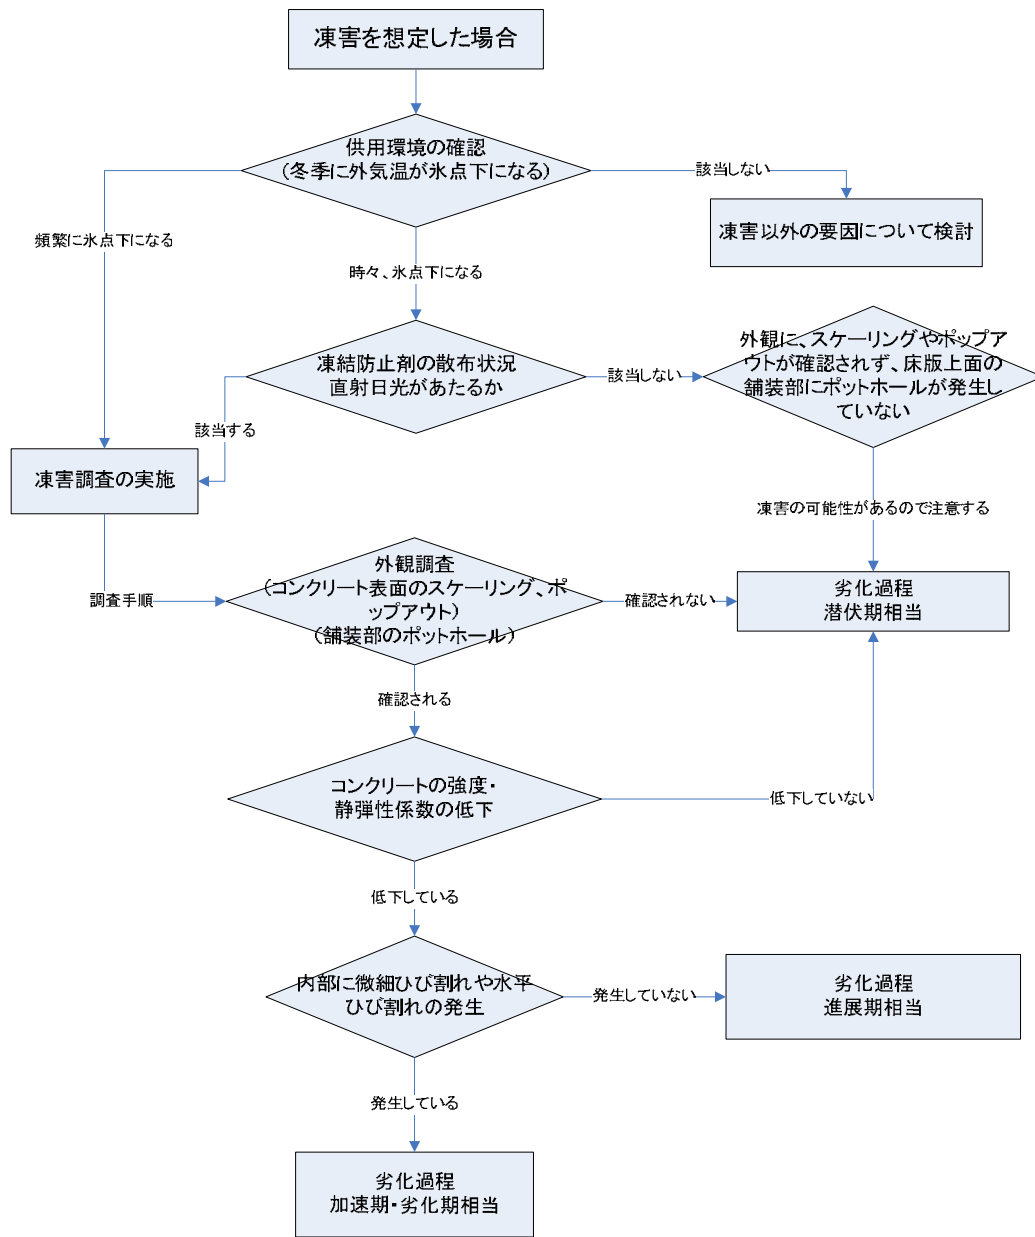 凍害を想定した場合
供用環境の確認
（冬季に外気温が氷点下になる）
該当しない
凍害以外の要因について検討
頻繁に氷点下になる
時々、氷点下になる
凍結防止剤の散布状況
直射日光があたるか
該当しない
外観に、スケーリングやポップア
ウトが確認されず、床版上面の
舗装部にポットホールが発生し
ていない
該当する
凍害調査の実施
凍害の可能性があるので注意する
調査手順
外観調査
（コンクリート表面のスケーリング、ポ
ップアウト）
（舗装部のポットホール）
確認されない
劣化過程
潜伏期相当
確認される
コンクリートの強度・
静弾性係数の低下
低下していない
低下している
内部に微細ひび割れや水平
ひび割れの発生
発生していない
劣化過程
進展期相当
発生している
劣化過程
加速期・劣化期相当